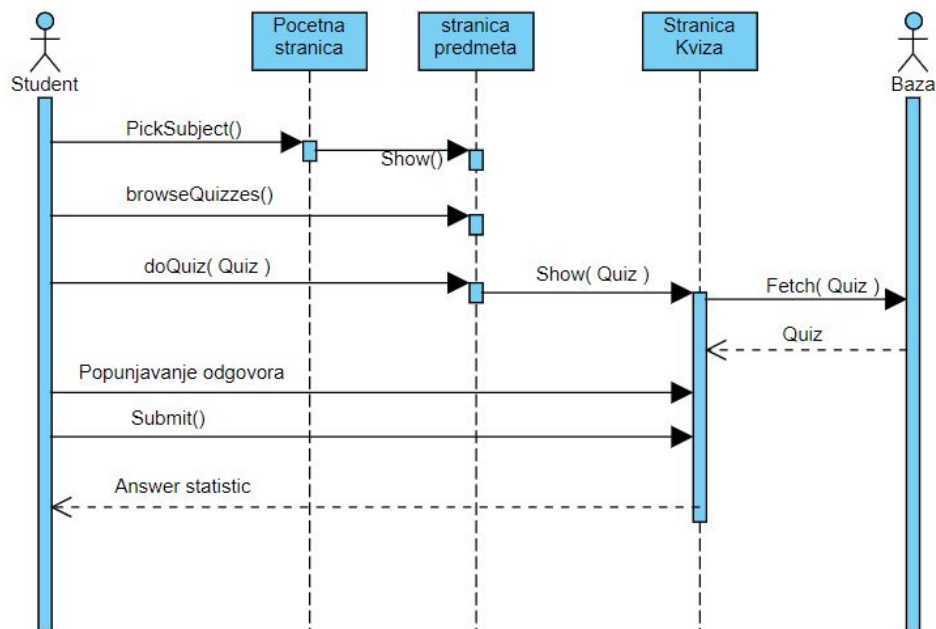 Pocetna
stranica
stranica
predmeta
Stranica
Kviza
Student
Baza
PickSubject()
Show()
browseQuizzes()
doQuiz( Quiz )
Show( Quiz )
Fetch( Quiz )
Quiz
Popunjavanje odgovora
Submit()
Answer statistic